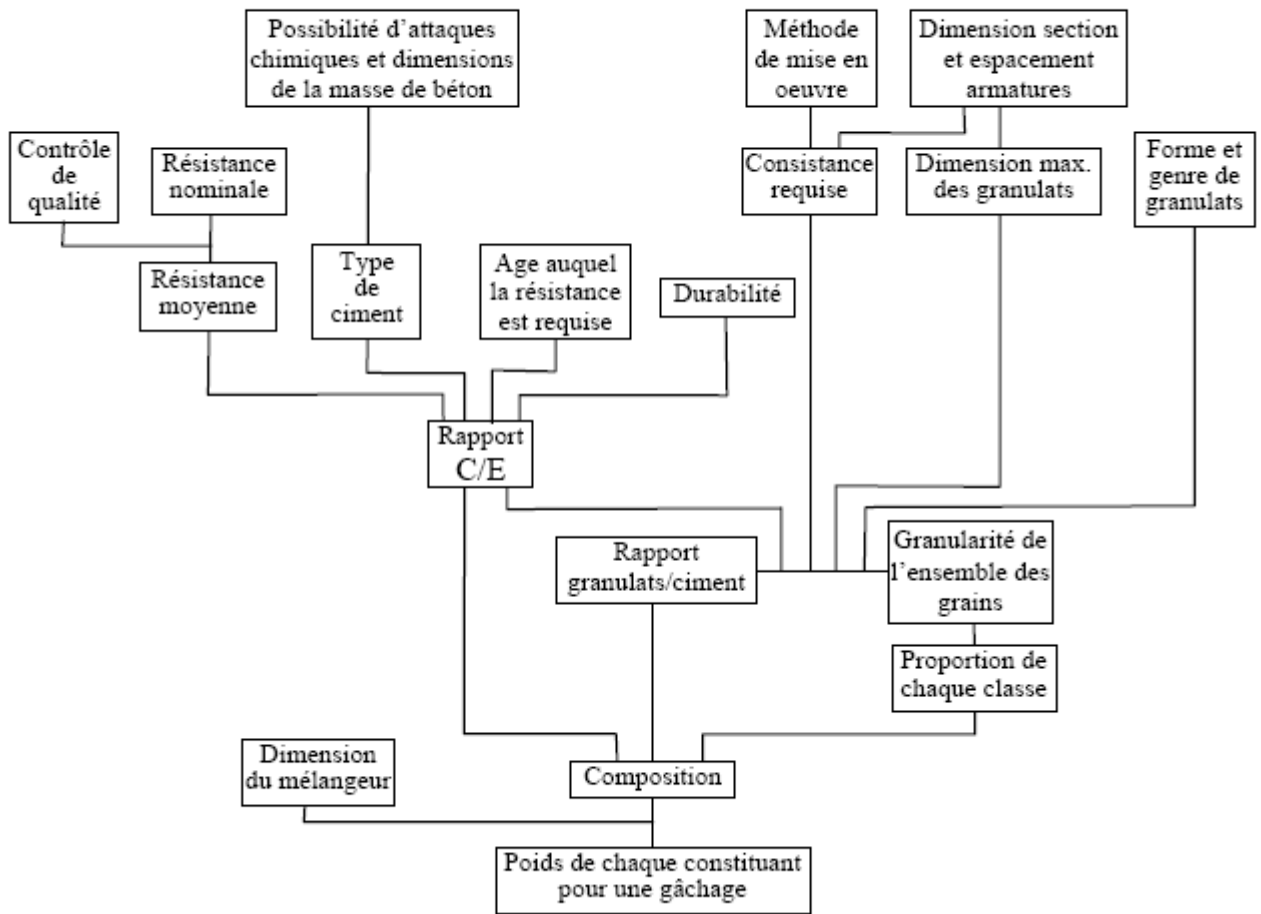 Possibilité d'attaques
chimiques et dimensions
de la masse de béton
Méthode
de mise en
oeuvre
Dimension section
et espacement
armatures
Contrôle
de
qualité
Résistance
nominale
Consistance
requise
Dimension max.
des granulats
Forme et
genre de
granulats
Résistance
moyenne
Type
de
ciment
Age auquel
la résistance
est requise
Durabilité
Rapport
C/E
Rapport
granulats/ciment
Granularité de
l'ensemble des
grains
Proportion de
chaque classe
Dimension
du mélangeur
Composition
Poids de chaque constituant
pour une gâchage